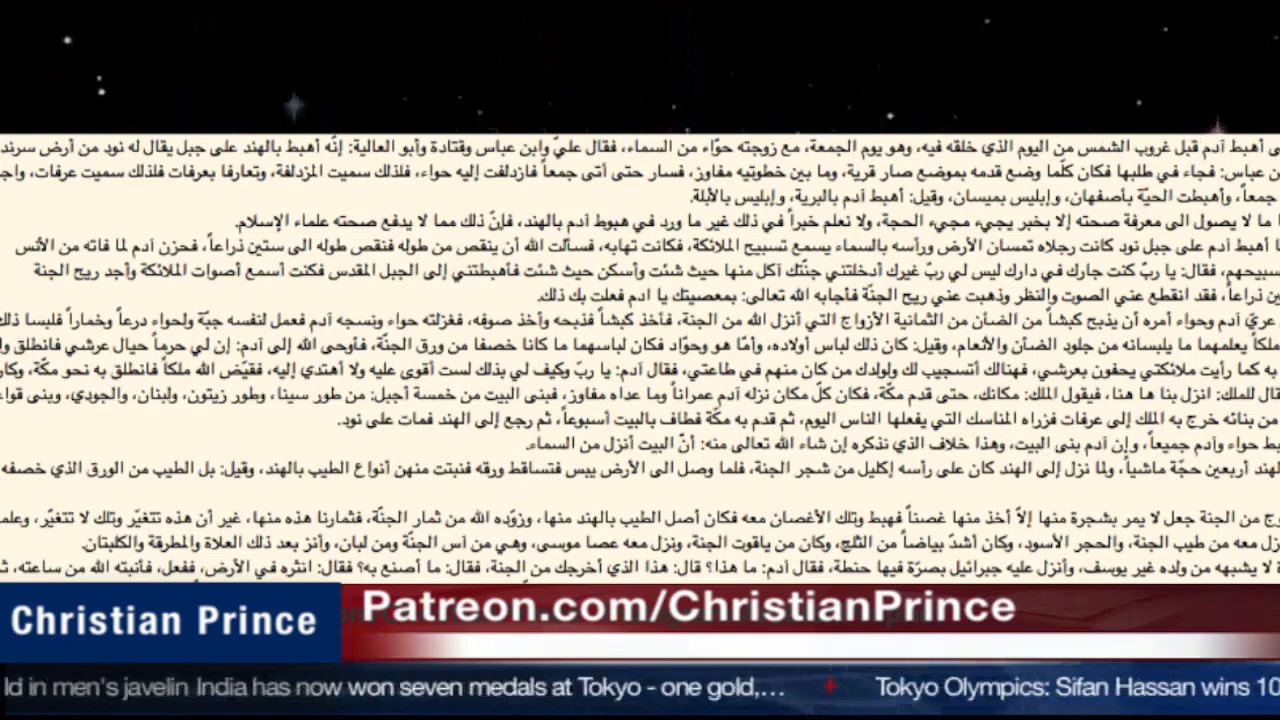 ى أهبط آدم قبل غروب الشمس من اليوم الذي خلقه فيه، وهو يوم الجمعة، مع زوجته حوّاء من السماء، فقال عليّ وابن عباس وقتادة وأبو العالية: إنّه أهبط بالهند على جبل يقال له نود من أرض سرند
ن عباس: فجاء في طلبها فكان كلّما وضع قدمه بموضع صار قرية، وما بين خطوتيه مفاوز، فسار حتى أتى جمعاً فازدلفت إليه حواء، فلذلك سميت المزدلفة، وتعارفا بعرفات فلذلك سميت عرفات، واج
جمعاً، وأهبطت الحيّة بأصفهان، وإبليس بميسان، وقيل: أهبط آدم بالبرية، وإبليس بالأبلة.
ا ما لا يصول الى معرفة صحته إلا بخبر يجيء مجيء الحجة، ولا نعلم خبراً في ذلك غير ما ورد في هبوط آدم بالهند، فإنّ ذلك مما لا يدفع صحته علماء الإسلام.
ا أهبط آدم على جبل نود كانت رجلاه تمسان الأرض ورأسه بالسماء يسمع تسبيح الملائكة، فكانت تهابه، فسألت الله أن ينقص من طوله فنقص طوله الى ستين ذراعاً، فحزن آدم لما فاته من الأنس
سبيحهم، فقال: يا ربّ كنت جارك في دارك ليس لي ربّ غيرك أدخلتني جنّتك آكل منها حيث شئت وأسكن حيث شئت فأهبطتني إلى الجبل المقدس فكنت أسمع أصوات الملائكة وأجد ريح الجنة
ين ذراعاً، فقد انقطع عني الصوت والنظر وذهبت عني ريح الجنّة فأجابه الله تعالى: بمعصيتك يا آدم فعلت بك ذلك.
عريَ آدم وحواء أمره أن يذبح كبشاً من الضأن من الثمانية الأزواج التي أنزل الله من الجنة، فأخذ كبشاً فذبحه وأخذ صوفه، فغزلته حواء ونسجه آدم فعمل لنفسه جبّة ولحواء درعاً وخماراً فلبسا ذلك
ملكاً يعلمهما ما يلبسانه من جلود الضأن والأنعام، وقيل: كان ذلك لباس أولاده، وأمّا هو وحوّاد فكان لباسهما ما كانا خصفا من ورق الجنّة، فأوحى الله إلى آدم: إن لي حرماً حيال عرشي فانطلق وا
به كما رأيت ملائكتي يحفون بعرشي، فهنالك أتسجيب لك ولولدك من كان منهم في طاعتي، فقال آدم: يا ربّ وكيف لي بذلك لست أقوى عليه ولا أهتدي إليه، فقيّض الله ملكاً فانطلق به نحو مكّة، وكان
قال للملك: انزل بنا ها هنا، فيقول الملك: مكانك، حتى قدم مكّة، فكان كلّ مكان نزله آدم عمراناً وما عداه مفاوز، فبنى البيت من خمسة أجبل: من طور سينا، وطور زيتون، ولبنان، والجودي، وبنى قواع
من بنائه خرج به الملك إلى عرفات فزراه المناسك التي يفعلها الناس اليوم، ثم قدم به مكّة فطاف بالبيت أسبوعاً، ثم رجع إلى الهند فمات على نود.
بط حواء وآدم جميعاً، وإن آدم بنى البيت، وهذا خلاف الذي نذكره إن شاء الله تعالى منه: أنّ البيت أنزل من السماء.
لهند أربعين حجّة ماشياً، ولما نزل إلى الهند كان على رأسه إكليل من شجر الجنة، فلما وصل الى الأرض يبس فتساقط ورقه فنبتت منهن أنواع الطيب بالهند، وقيل: بل الطيب من الورق الذي خصفه
رج من الجنة جعل لا يمر بشجرة منها إلاّ أخذ منها غصناً فهبط وتلك الأغصان معه فكان أصل الطيب بالهند منها، وزوّده الله من ثمار الجنّة، فثمارنا هذه منها، غير أن هذه تتغيّر وتلك لا تتغيّر، وعلم
زل معه من طيب الجنة، والحجر الأسود، وكان أشدّ بياضاً من الثلج، وكان من ياقوت الجنة، ونزل معه عصا موسى، وهي من آس الجنّة ومن لبان، وأنز بعد ذلك العلاة والمطرقة والكلبتان.
ة لا يشبهه من ولده غير يوسف، وأنزل عليه جبرائيل بصرّة فيها حنطة، فقال آدم: ما هذا؟ قال: هذا الذي أخرجك من الجنة، فقال: ما أصنع به؟ فقال: انثره في الأرض، ففعل، فأنبته الله من ساعته، ثـ
Patreon.com/ChristianPrince
Christian Prince
ld in men's javelin India has now won seven medals at Tokyo - one gold,... + Tokyo Olympics: Sifan Hassan wins 10